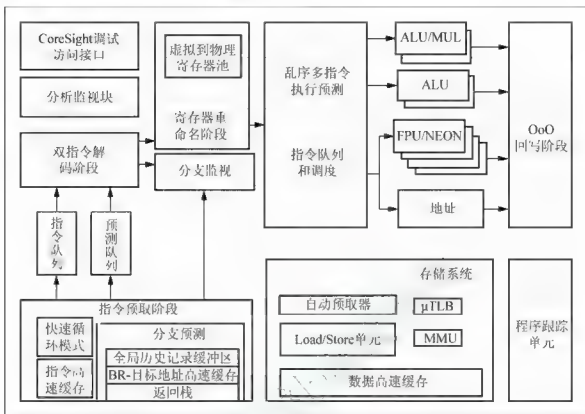 CoreSight调试
访问接口
分析监视块
双指令解
码阶段
虚拟到物理
寄存器池
寄存器重
命名阶段
分支监视
乱序多指令
执行预测
指令队列
和调度
ALU/MUL
ALU
FPU/NEON
地址
OoO
回写阶段
指令队列
预测队列
指令预取阶段
快速循
环模式
指令高
速缓存
分支预测
全局历史记录缓冲区
BR-目标地址高速缓存
返回栈
存储系统
自动预取器
μTLB
Load/Store单元
MMU
数据高速缓存
程序跟踪
单元